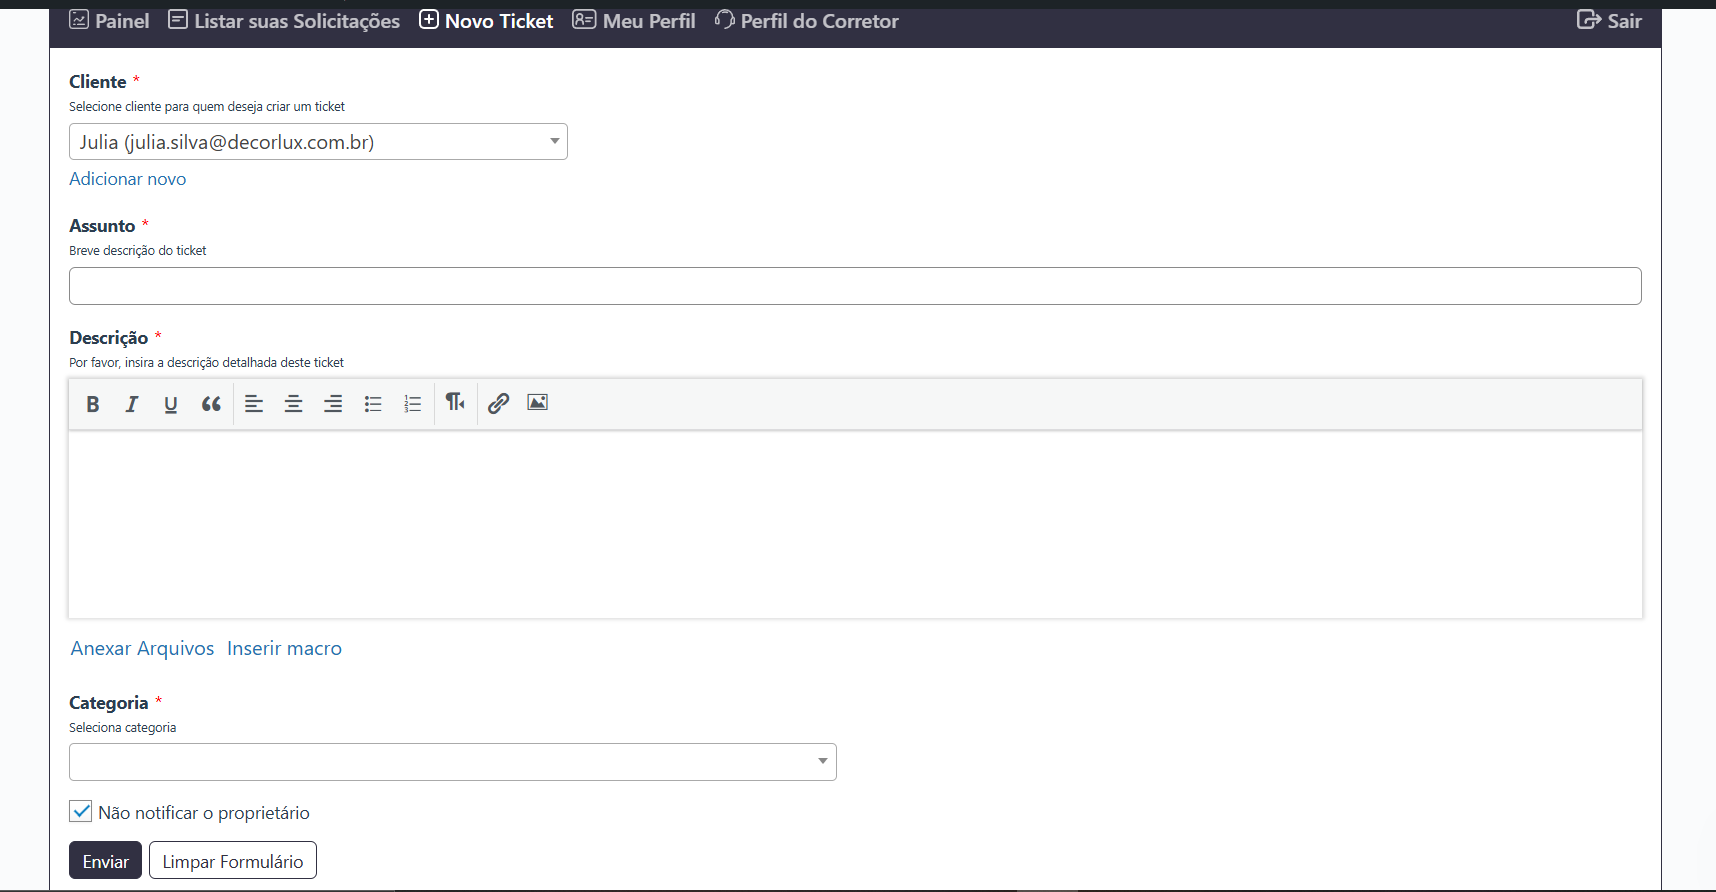 Painel Listar suas Solicitações Novo Ticket Meu Perfil Perfil do Corretor Sair
Cliente *
Selecione cliente para quem deseja criar um ticket
Julia (julia.silva@decorlux.com.br)
Adicionar novo
Assunto *
Breve descrição do ticket
Descrição *
Por favor, insira a descrição detalhada deste ticket
Anexar Arquivos Inserir macro
Categoria *
Seleciona categoria
Não notificar o proprietário
Enviar Limpar Formulário